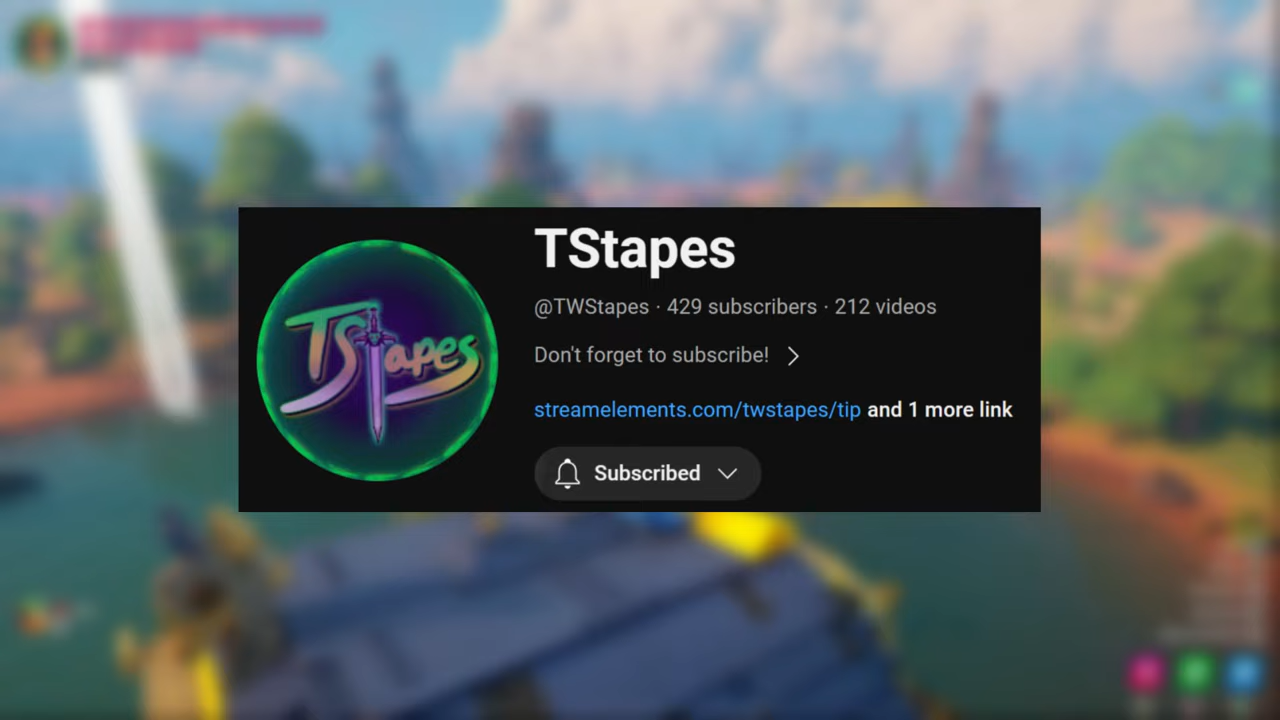 TStapes
TStapes
@TWStapes · 429 subscribers · 212 videos
Don't forget to subscribe!
streamelements.com/twstapes/tip and 1 more link
Subscribed